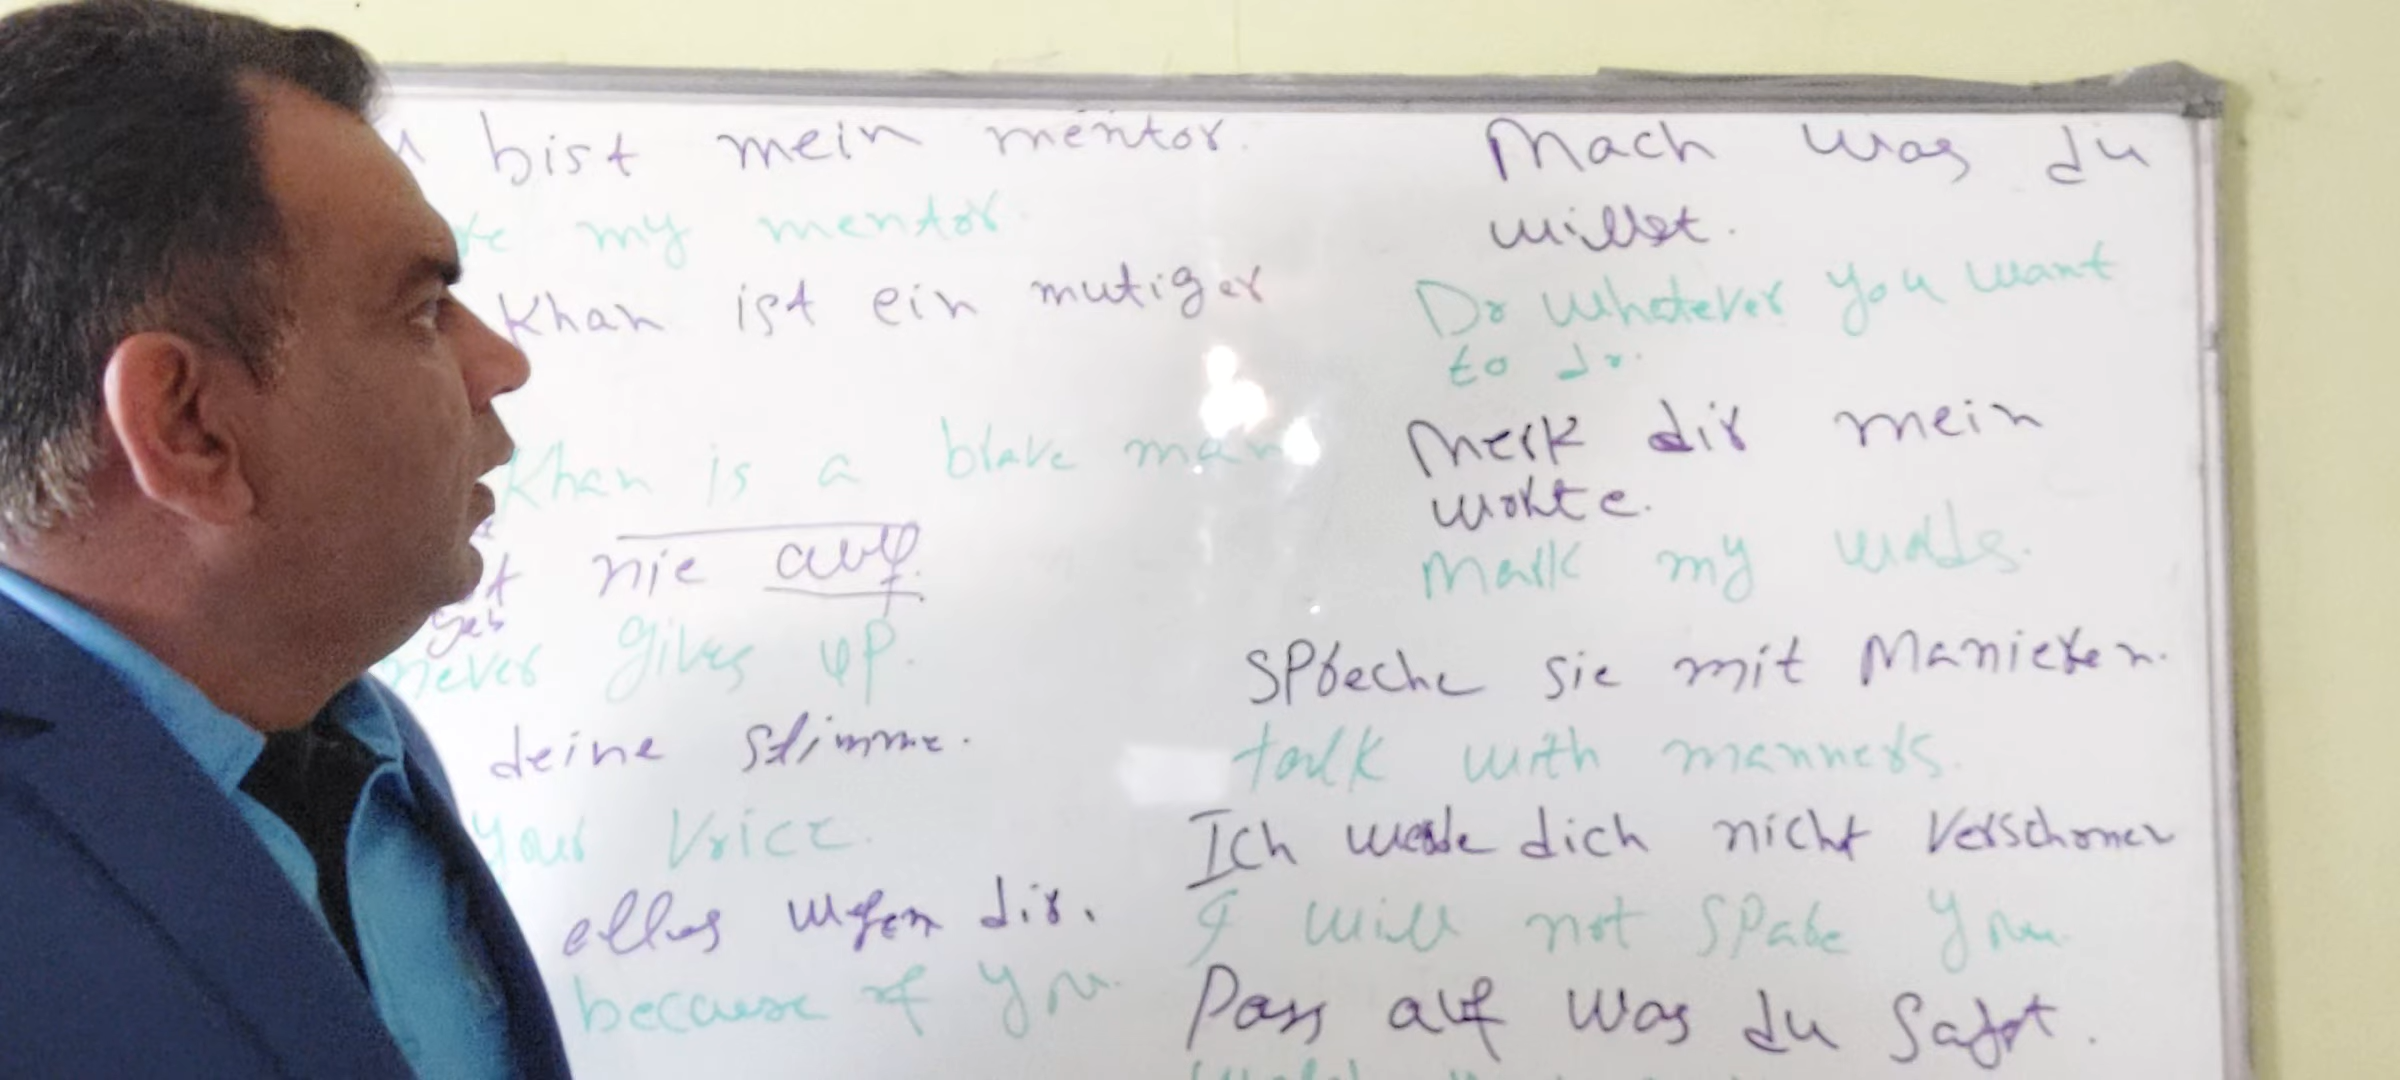 bist mein mentor.
my mentor.
Khan ist ein mutiger
Khan is a brave man
nie auf.
geb
never gives up.
deine stimme.
your voice.
alles wegen dir.
because of you.
Mach was du
willst.
Do whatever you want
to do.
Merk dir mein
worte.
Mark my words.
Spreche sie mit Manieren.
talk with manners.
Ich werde dich nicht verschonen
I will not spare you
Pass auf was du sagst.